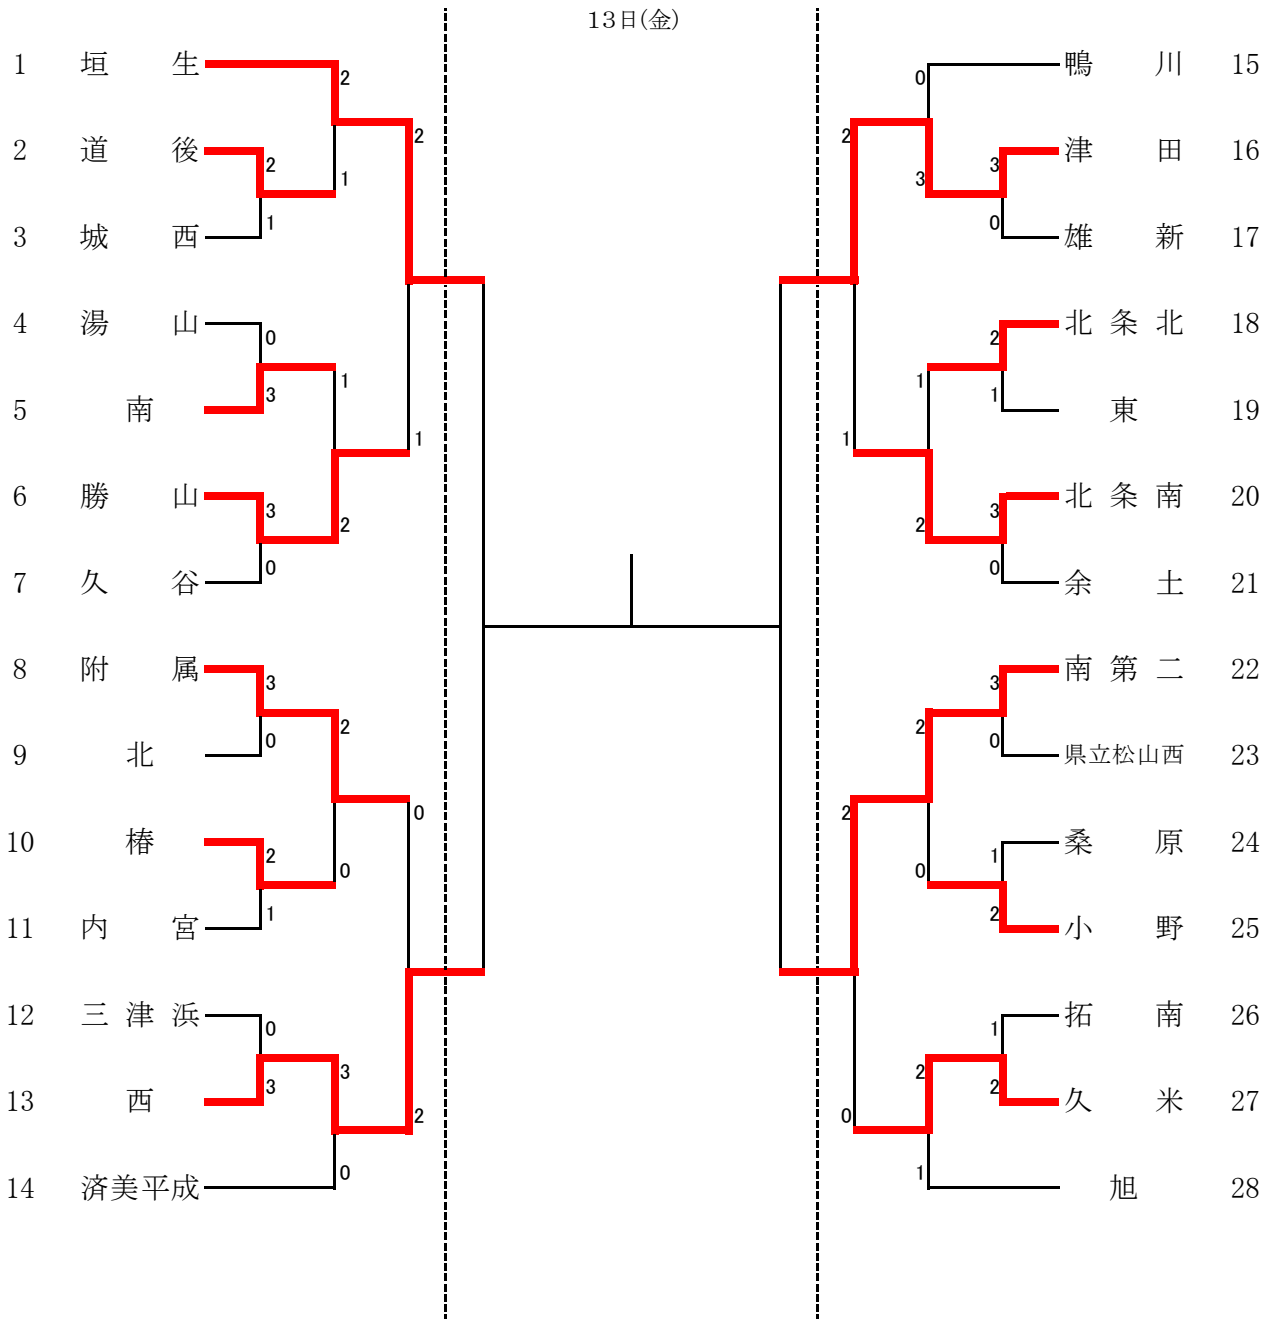 13日(金)
1 垣 生
2 道 後
3 城 西
4 湯 山
5 南
6 勝 山
7 久 谷
8 附 属
9 北
10 椿
11 内 宮
12 三 津 浜
13 西
14 済美平成
2
2
1
1
0
3
1
3
0
2
3
0
2
2
1
0
0
3
3
0
2
1
0
2
鴨 川 15
津 田 16
雄 新 17
北 条 北 18
東 19
北 条 南 20
余 土 21
南 第 二 22
県立松山西 23
桑 原 24
小 野 25
拓 南 26
久 米 27
旭 28
0
3
3
0
2
1
1
3
0
2
3
0
2
1
2
0
1
2
2
1
2
1
2
0